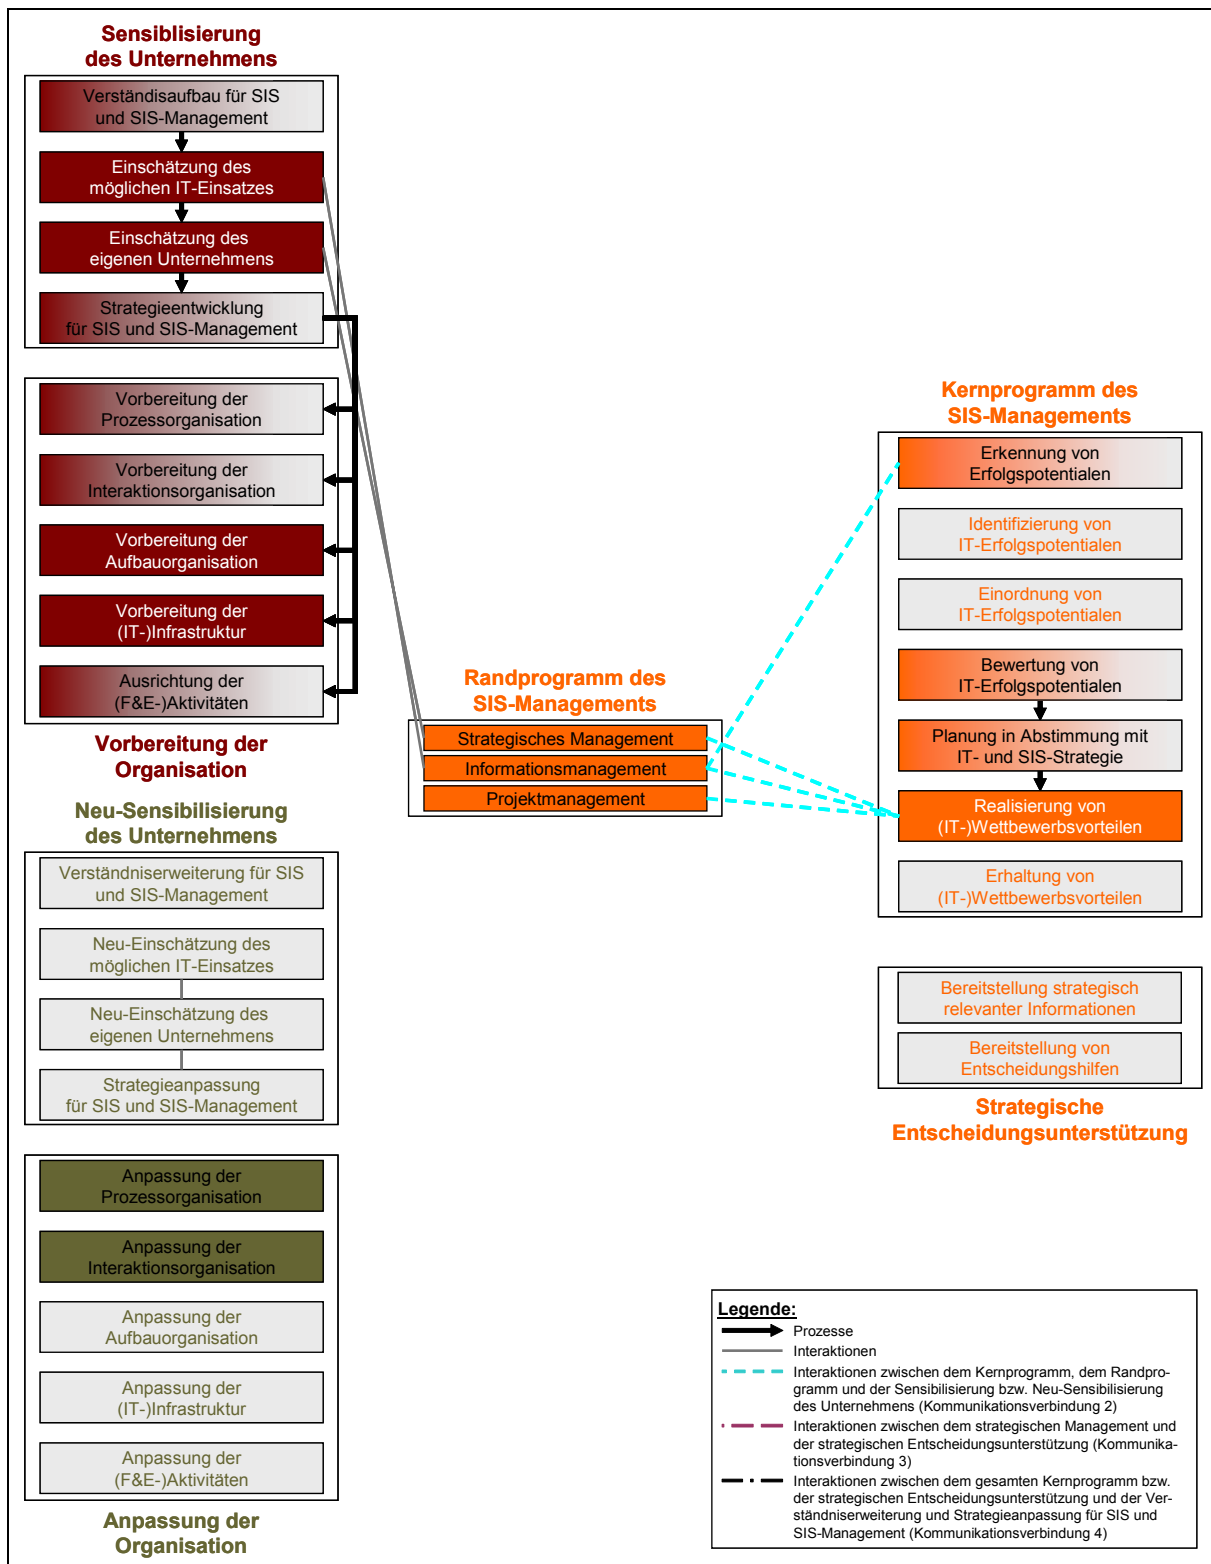 Sensiblisierung
des Unternehmens
Verständisaufbau für SIS
und SIS-Management
Einschätzung des
möglichen IT-Einsatzes
Einschätzung des
eigenen Unternehmens
Strategieentwicklung
für SIS und SIS-Management
Vorbereitung der
Prozessorganisation
Vorbereitung der
Interaktionsorganisation
Vorbereitung der
Aufbauorganisation
Vorbereitung der
(IT-)Infrastruktur
Ausrichtung der
(F&E-)Aktivitäten
Vorbereitung der
Organisation
Neu-Sensibilisierung
des Unternehmens
Verständniserweiterung für SIS
und SIS-Management
Neu-Einschätzung des
möglichen IT-Einsatzes
Neu-Einschätzung des
eigenen Unternehmens
Strategieanpassung
für SIS und SIS-Management
Anpassung der
Prozessorganisation
Anpassung der
Interaktionsorganisation
Anpassung der
Aufbauorganisation
Anpassung der
(IT-)Infrastruktur
Anpassung der
(F&E-)Aktivitäten
Anpassung der
Organisation
Randprogramm des
SIS-Managements
Strategisches Management
Informationsmanagement
Projektmanagement
Kernprogramm des
SIS-Managements
Erkennung von
Erfolgspotentialen
Identifizierung von
IT-Erfolgspotentialen
Einordnung von
IT-Erfolgspotentialen
Bewertung von
IT-Erfolgspotentialen
Planung in Abstimmung mit
IT- und SIS-Strategie
Realisierung von
(IT-)Wettbewerbsvorteilen
Erhaltung von
(IT-)Wettbewerbsvorteilen
Bereitstellung strategisch
relevanter Informationen
Bereitstellung von
Entscheidungshilfen
Strategische
Entscheidungsunterstützung
Legende:
Prozesse
Interaktionen
Interaktionen zwischen dem Kernprogramm, dem Randpro-
gramm und der Sensibilisierung bzw. Neu-Sensibilisierung
des Unternehmens (Kommunikationsverbindung 2)
Interaktionen zwischen dem strategischen Management und
der strategischen Entscheidungsunterstützung (Kommunika-
tionsverbindung 3)
Interaktionen zwischen dem gesamten Kernprogramm bzw.
der strategischen Entscheidungsunterstützung und der Ver-
ständniserweiterung und Strategieanpassung für SIS und
SIS-Management (Kommunikationsverbindung 4)